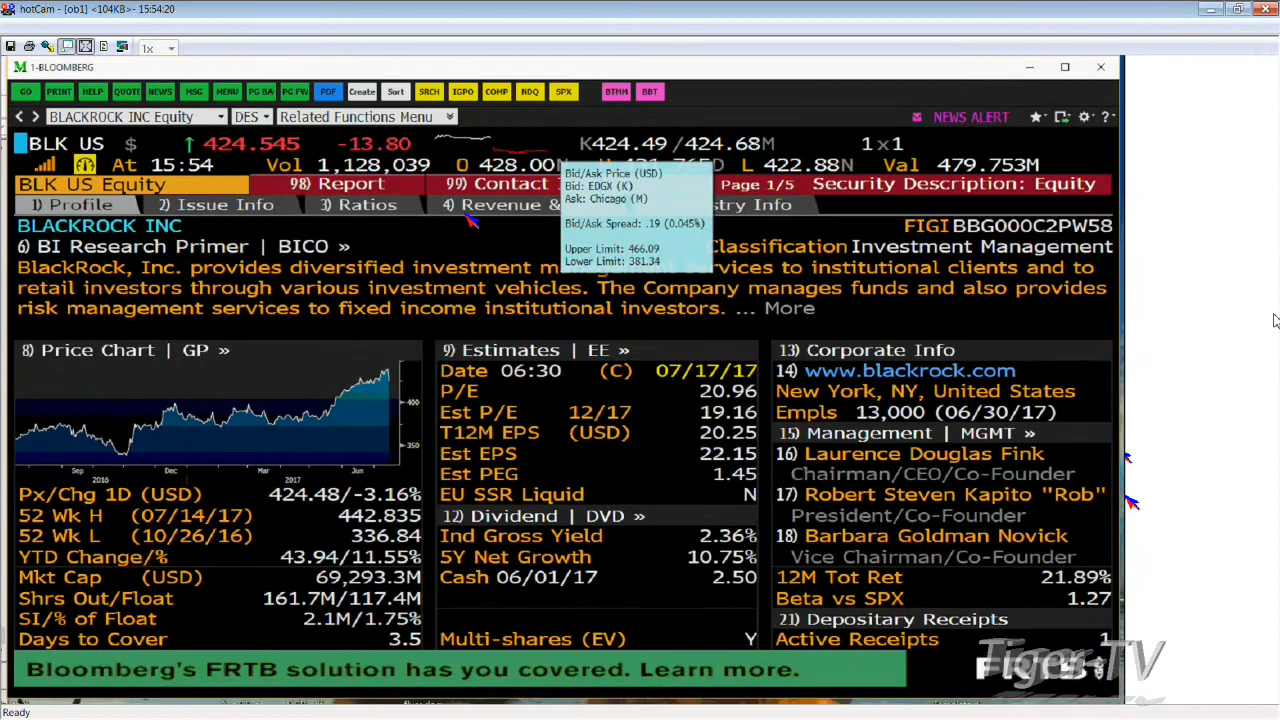 hotCam - [ob1] <104KB> - 15:54:20
1x
M 1-BLOOMBERG
GO PRINT HELP QUOTE NEWS MSG MENU PG BA PG FW PDF Create Sort SRCH IGPO COMP NDQ SPX BTMM BBT
BLACKROCK INC Equity DES Related Functions Menu NEWS ALERT
BLK US $ ↑ 424.545 -13.80 K424.49 /424.68M 1x1
At 15:54 Vol 1,128,039 O 428.00N L 422.88N Val 479.753M
BLK US Equity 98) Report 99) Contact Page 1/5 Security Description: Equity
1) Profile 2) Issue Info 3) Ratios 4) Revenue & stry Info
Bid/Ask Price (USD)
Bid: EDGX (K)
Ask: Chicago (M)
Bid/Ask Spread: .19 (0.045%)
Upper Limit: 466.09
Lower Limit: 381.34
BLACKROCK INC FIGI BBG000C2PW58
6) BI Research Primer | BICO » Classification Investment Management
BlackRock, Inc. provides diversified investment services to institutional clients and to
retail investors through various investment vehicles. The Company manages funds and also provides
risk management services to fixed income institutional investors. ... More
8) Price Chart | GP »
400
350
Sep Dec Mar Jun
2016 2017
Px/Chg 1D (USD) 424.48/-3.16%
52 Wk H (07/14/17) 442.835
52 Wk L (10/26/16) 336.84
YTD Change/% 43.94/11.55%
Mkt Cap (USD) 69,293.3M
Shrs Out/Float 161.7M/117.4M
SI/% of Float 2.1M/1.75%
Days to Cover 3.5
9) Estimates | EE »
Date 06:30 (C) 07/17/17
P/E 20.96
Est P/E 12/17 19.16
T12M EPS (USD) 20.25
Est EPS 22.15
Est PEG 1.45
EU SSR Liquid N
12) Dividend | DVD »
Ind Gross Yield 2.36%
5Y Net Growth 10.75%
Cash 06/01/17 2.50
Multi-shares (EV) Y
13) Corporate Info
14) www.blackrock.com
New York, NY, United States
Empls 13,000 (06/30/17)
15) Management | MGMT »
16) Laurence Douglas Fink
Chairman/CEO/Co-Founder
17) Robert Steven Kapito "Rob"
President/Co-Founder
18) Barbara Goldman Novick
Vice Chairman/Co-Founder
12M Tot Ret 21.89%
Beta vs SPX 1.27
21) Depositary Receipts
Active Receipts 1
Bloomberg's FRTB solution has you covered. Learn more.
Tiger-TV
Ready